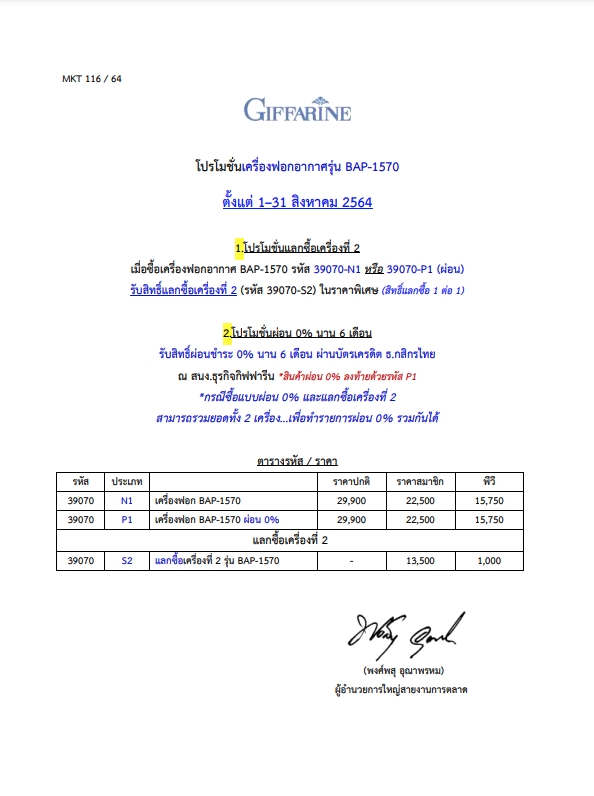 MKT 116 / 64
GIFFARINE
โปรโมชั่นเครื่องฟอกอากาศรุ่น BAP-1570
ตั้งแต่ 1-31 สิงหาคม 2564
1.โปรโมชั่นแลกซื้อเครื่องที่ 2
เมื่อซื้อเครื่องฟอกอากาศ BAP-1570 รหัส 39070-N1 หรือ 39070-P1 (ผ่อน)
รับสิทธิ์แลกซื้อเครื่องที่ 2 (รหัส 39070-S2) ในราคาพิเศษ (สิทธิ์แลกซื้อ 1 ต่อ 1)
2.โปรโมชั่นผ่อน 0% นาน 6 เดือน
รับสิทธิ์ผ่อนชำระ 0% นาน 6 เดือน ผ่านบัตรเครดิต ธ.กสิกรไทย
ณ สนง.ธุรกิจกิฟฟารีน *สินค้าผ่อน 0% ลงท้ายด้วยรหัส P1
*กรณีซื้อแบบผ่อน 0% และแลกซื้อเครื่องที่ 2
สามารถรวมยอดทั้ง 2 เครื่อง...เพื่อทำรายการผ่อน 0% รวมกันได้
ตารางรหัส / ราคา
รหัส ประเภท ราคาปกติ ราคาสมาชิก พีวี
39070 N1 เครื่องฟอก BAP-1570 29,900 22,500 15,750
39070 P1 เครื่องฟอก BAP-1570 ผ่อน 0% 29,900 22,500 15,750
แลกซื้อเครื่องที่ 2
39070 S2 แลกซื้อเครื่องที่ 2 รุ่น BAP-1570 - 13,500 1,000
(พงศ์พสุ อุณาพรหม)
ผู้อำนวยการใหญ่สายงานการตลาด